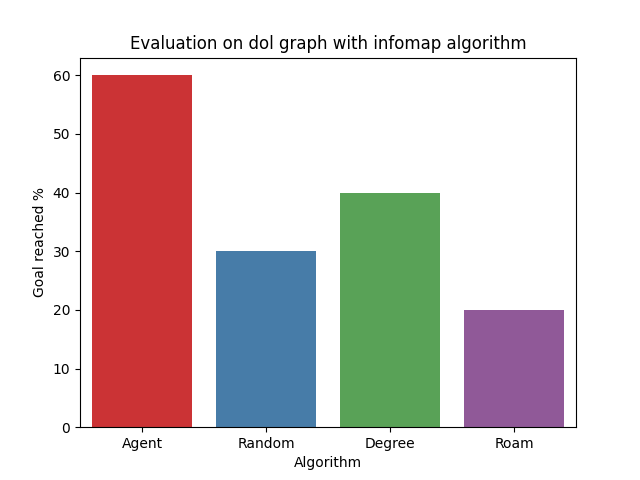 Evaluation on dol graph with infomap algorithm
Goal reached %
60
50
40
30
20
10
0
Agent Random Degree Roam
Algorithm